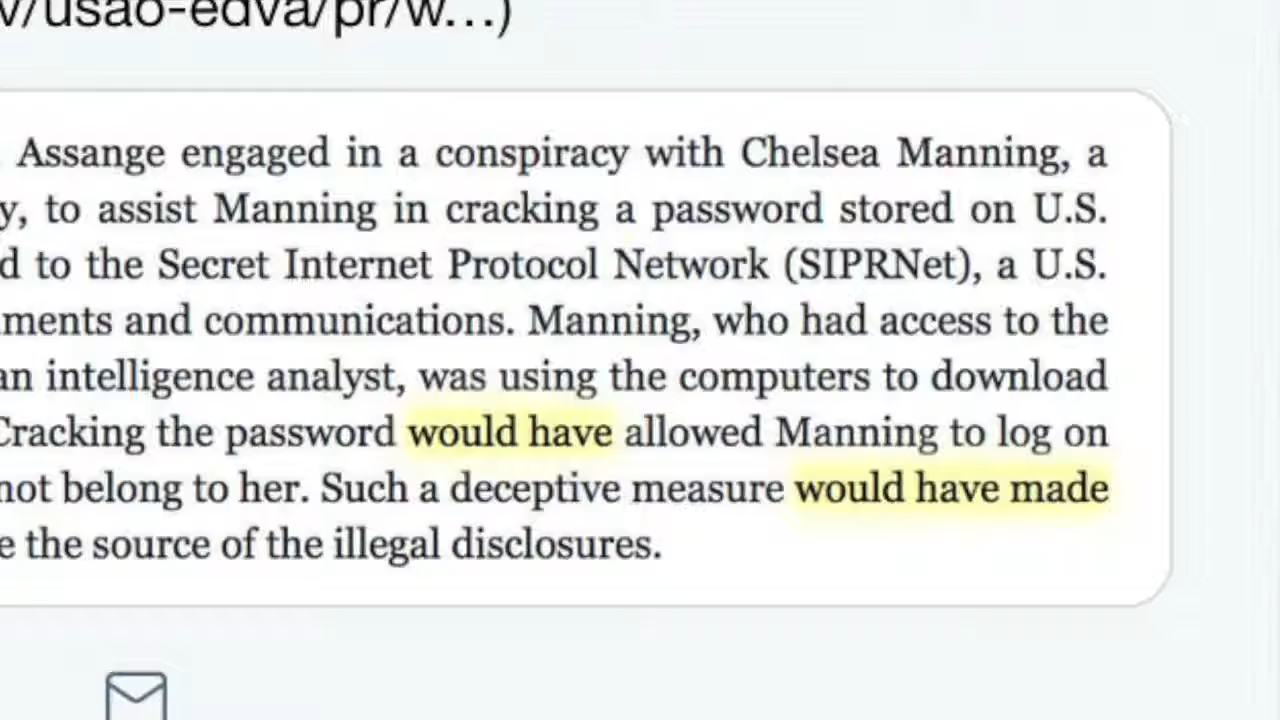 v/usao-edva/pr/w...)
Assange engaged in a conspiracy with Chelsea Manning, a
y, to assist Manning in cracking a password stored on U.S.
d to the Secret Internet Protocol Network (SIPRNet), a U.S.
ments and communications. Manning, who had access to the
an intelligence analyst, was using the computers to download
Cracking the password would have allowed Manning to log on
not belong to her. Such a deceptive measure would have made
e the source of the illegal disclosures.